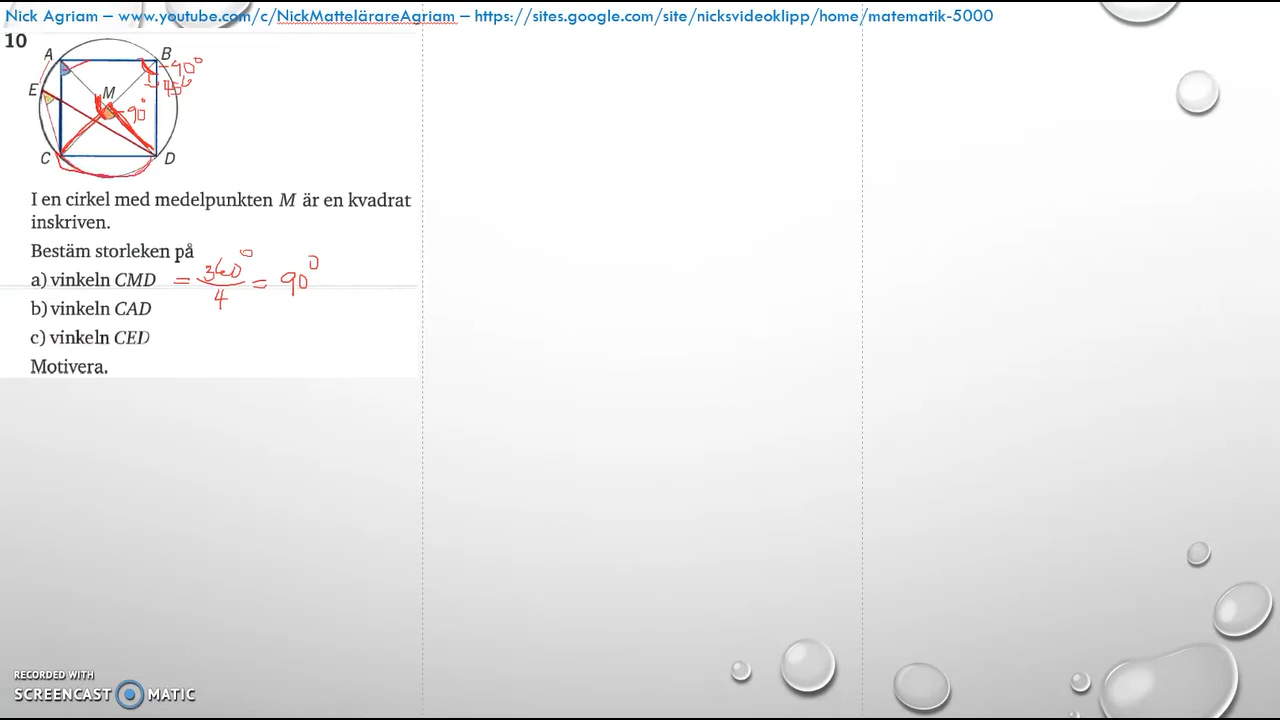 Nick Agriam – www.youtube.com/c/NickMattelärareAgriam – https://sites.google.com/site/nicksvideoklipp/home/matematik-5000
10
A
B
90°
45°
E
M
90°
C
D
I en cirkel med medelpunkten M är en kvadrat
inskriven.
Bestäm storleken på
a) vinkeln CMD = 360° / 4 = 90°
b) vinkeln CAD
c) vinkeln CED
Motivera.
RECORDED WITH
SCREENCAST MATIC